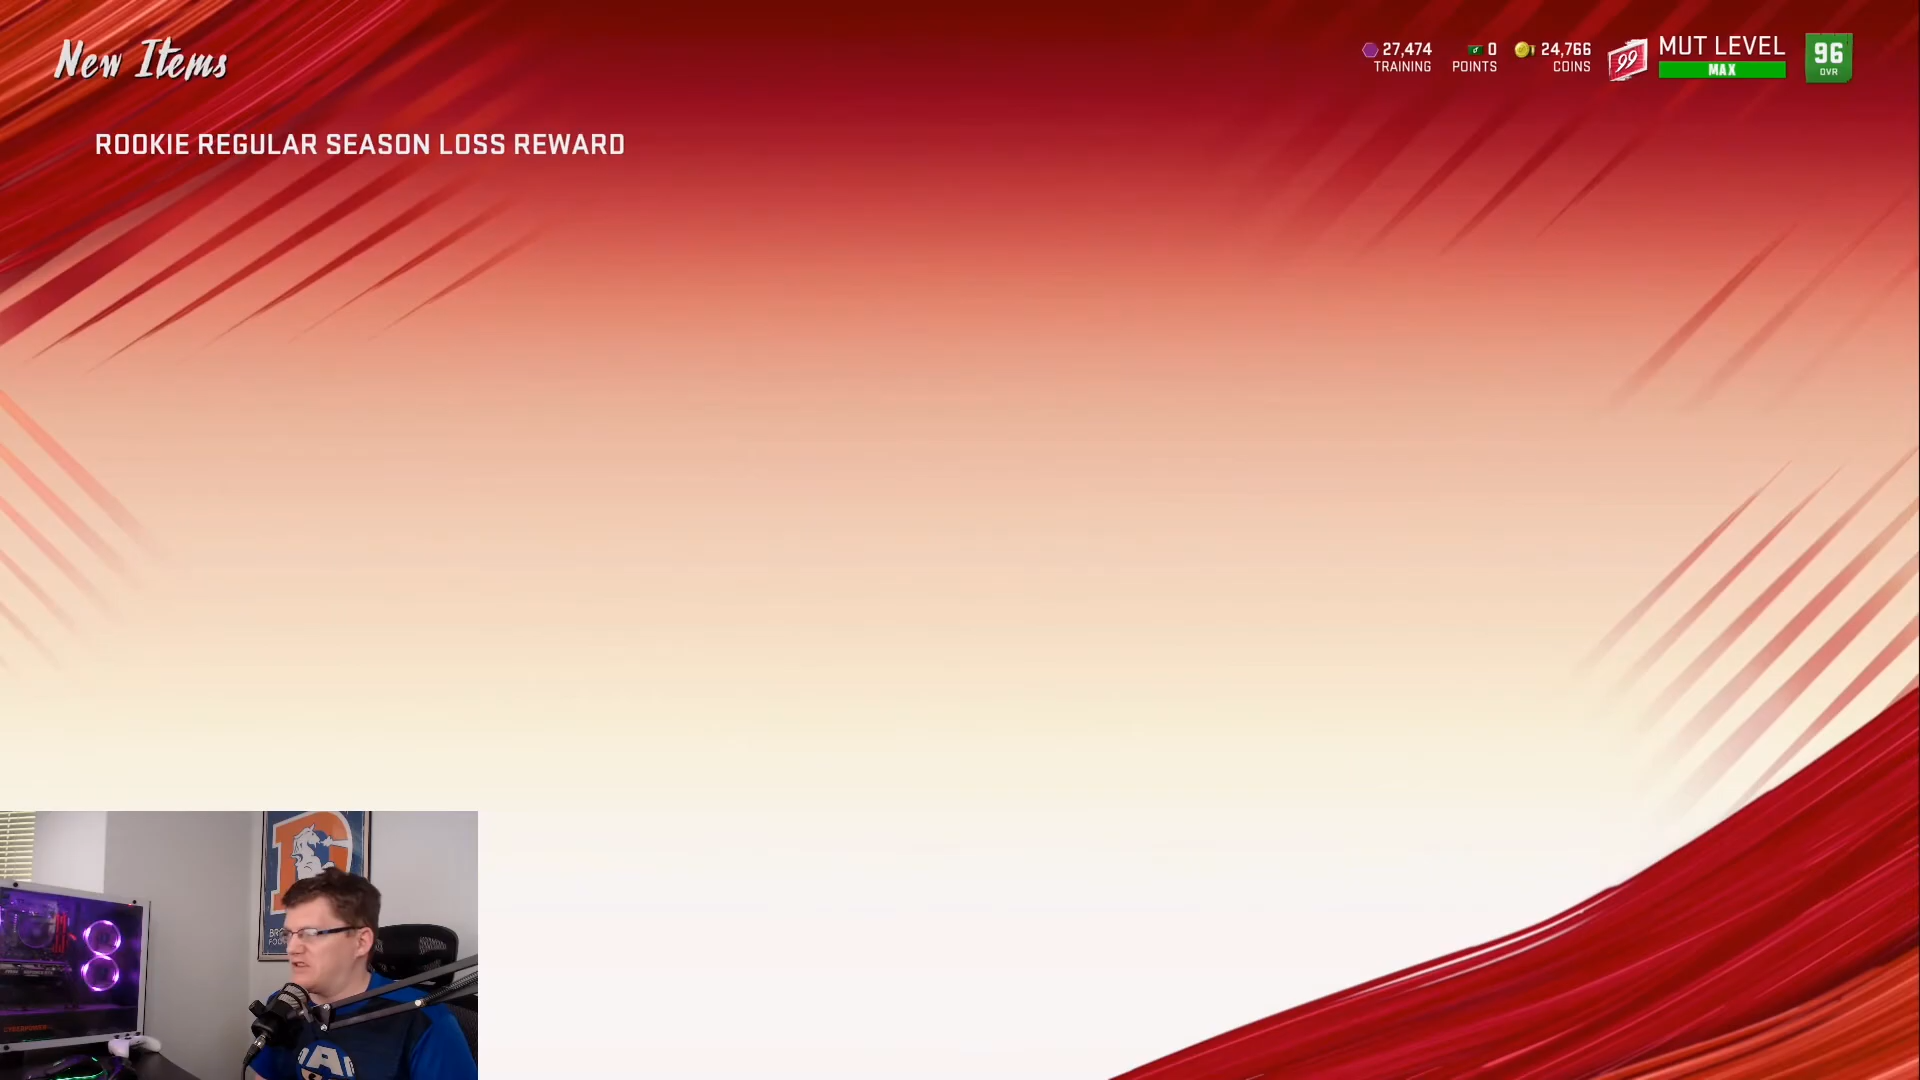 New Items
27,474
TRAINING
0
POINTS
24,766
COINS
99
MUT LEVEL
MAX
96
OVR
ROOKIE REGULAR SEASON LOSS REWARD
CYBERPOWER